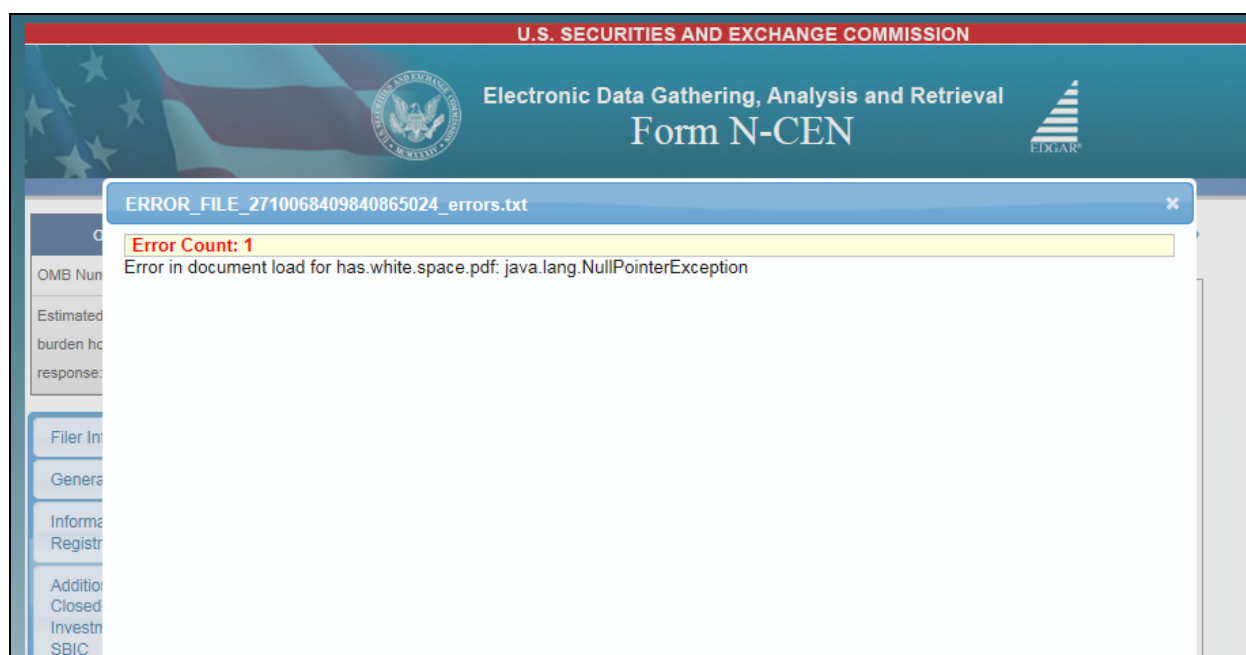 U.S. SECURITIES AND EXCHANGE COMMISSION
Electronic Data Gathering, Analysis and Retrieval
Form N-CEN
EDGAR®
ERROR_FILE_2710068409840865024_errors.txt
Error Count: 1
Error in document load for has.white.space.pdf: java.lang.NullPointerException
OMB Num
Estimated
burden ho
response:
Filer In
Genera
Informa
Registr
Additio
Closed
Investm
SBIC